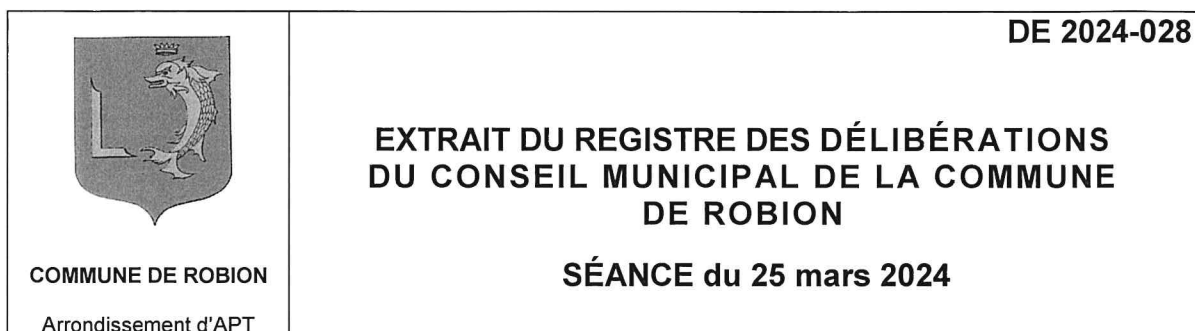 DE 2024-028
EXTRAIT DU REGISTRE DES DÉLIBÉRATIONS
DU CONSEIL MUNICIPAL DE LA COMMUNE
DE ROBION
SÉANCE du 25 mars 2024
COMMUNE DE ROBION
Arrondissement d'APT